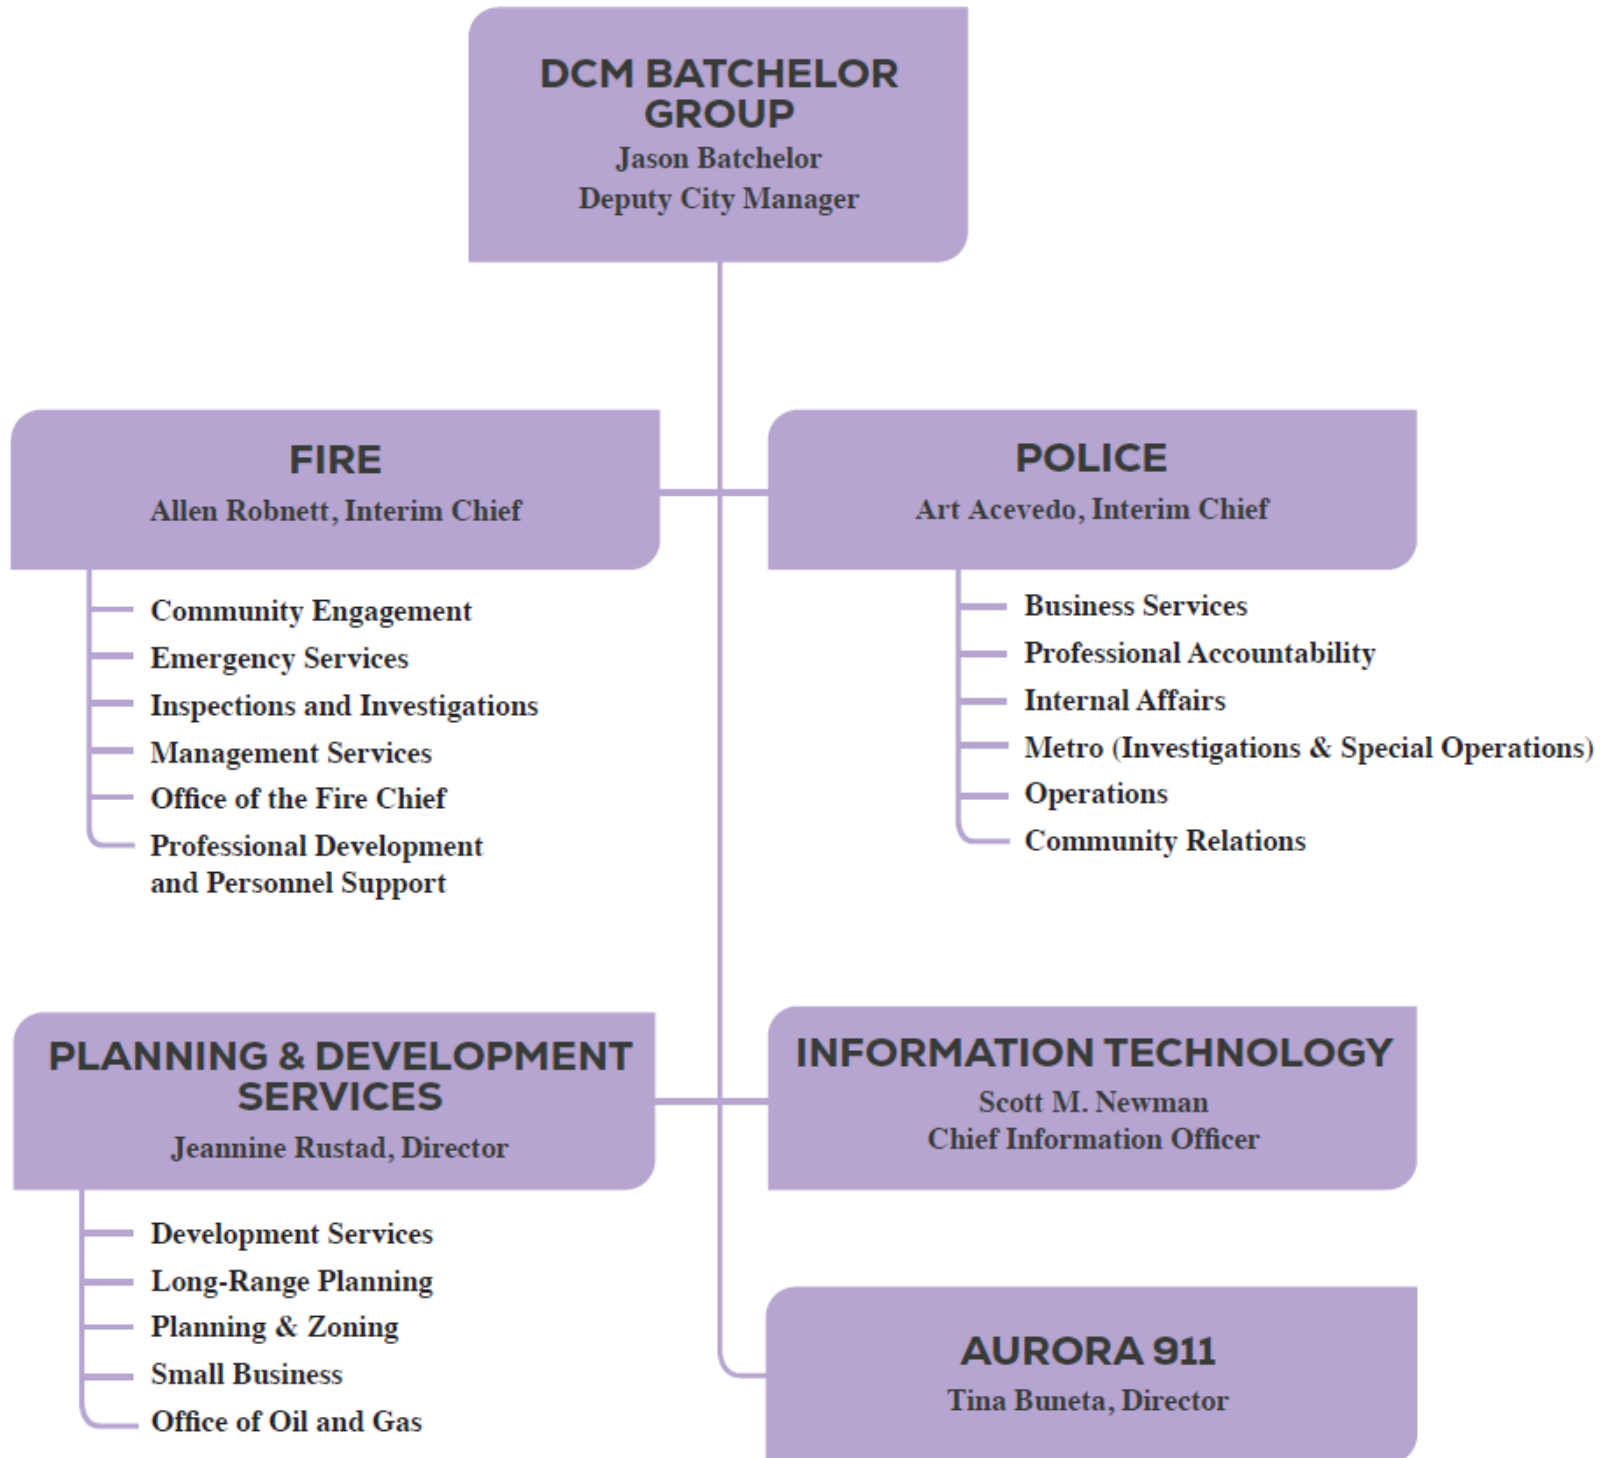 DCM BATCHELOR
GROUP
Jason Batchelor
Deputy City Manager
FIRE
Allen Robnett, Interim Chief
Community Engagement
Emergency Services
Inspections and Investigations
Management Services
Office of the Fire Chief
Professional Development
and Personnel Support
POLICE
Art Acevedo, Interim Chief
Business Services
Professional Accountability
Internal Affairs
Metro (Investigations & Special Operations)
Operations
Community Relations
PLANNING & DEVELOPMENT
SERVICES
Jeannine Rustad, Director
Development Services
Long-Range Planning
Planning & Zoning
Small Business
Office of Oil and Gas
INFORMATION TECHNOLOGY
Scott M. Newman
Chief Information Officer
AURORA 911
Tina Buneta, Director